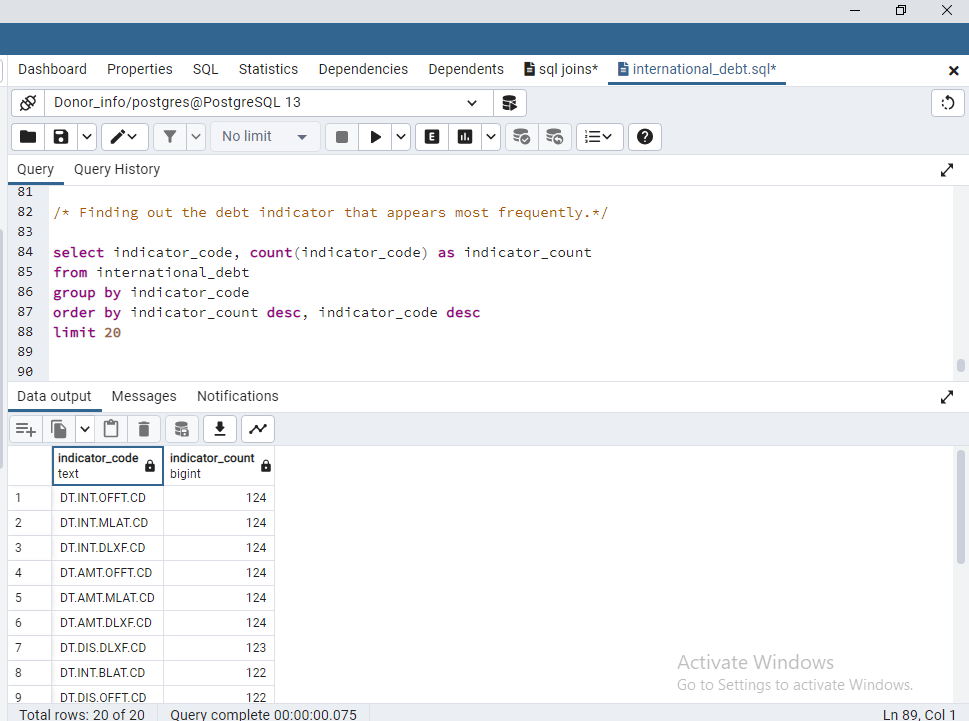 Dashboard Properties SQL Statistics Dependencies Dependents sql joins* international_debt.sql*
Donor_info/postgres@PostgreSQL 13
No limit E
Query Query History
81
82 /* Finding out the debt indicator that appears most frequently.*/
83
84 select indicator_code, count(indicator_code) as indicator_count
85 from international_debt
86 group by indicator_code
87 order by indicator_count desc, indicator_code desc
88 limit 20
89
90
Data output Messages Notifications
indicator_code indicator_count
text bigint
1 DT.INT.OFFT.CD 124
2 DT.INT.MLAT.CD 124
3 DT.INT.DLXF.CD 124
4 DT.AMT.OFFT.CD 124
5 DT.AMT.MLAT.CD 124
6 DT.AMT.DLXF.CD 124
7 DT.DIS.DLXF.CD 123
8 DT.INT.BLAT.CD 122
9 DT.DIS.OFFT.CD 122
Activate Windows
Go to Settings to activate Windows.
Total rows: 20 of 20 Query complete 00:00:00.075 Ln 89, Col 1